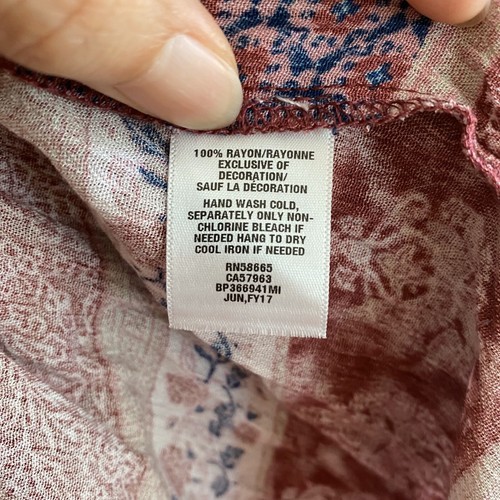 100% RAYON/RAYONNE
EXCLUSIVE OF
DECORATION/
SAUF LA DÉCORATION
HAND WASH COLD,
SEPARATELY ONLY NON-
CHLORINE BLEACH IF
NEEDED HANG TO DRY
COOL IRON IF NEEDED
RN58665
CA57963
BP366941MI
JUN,FY17